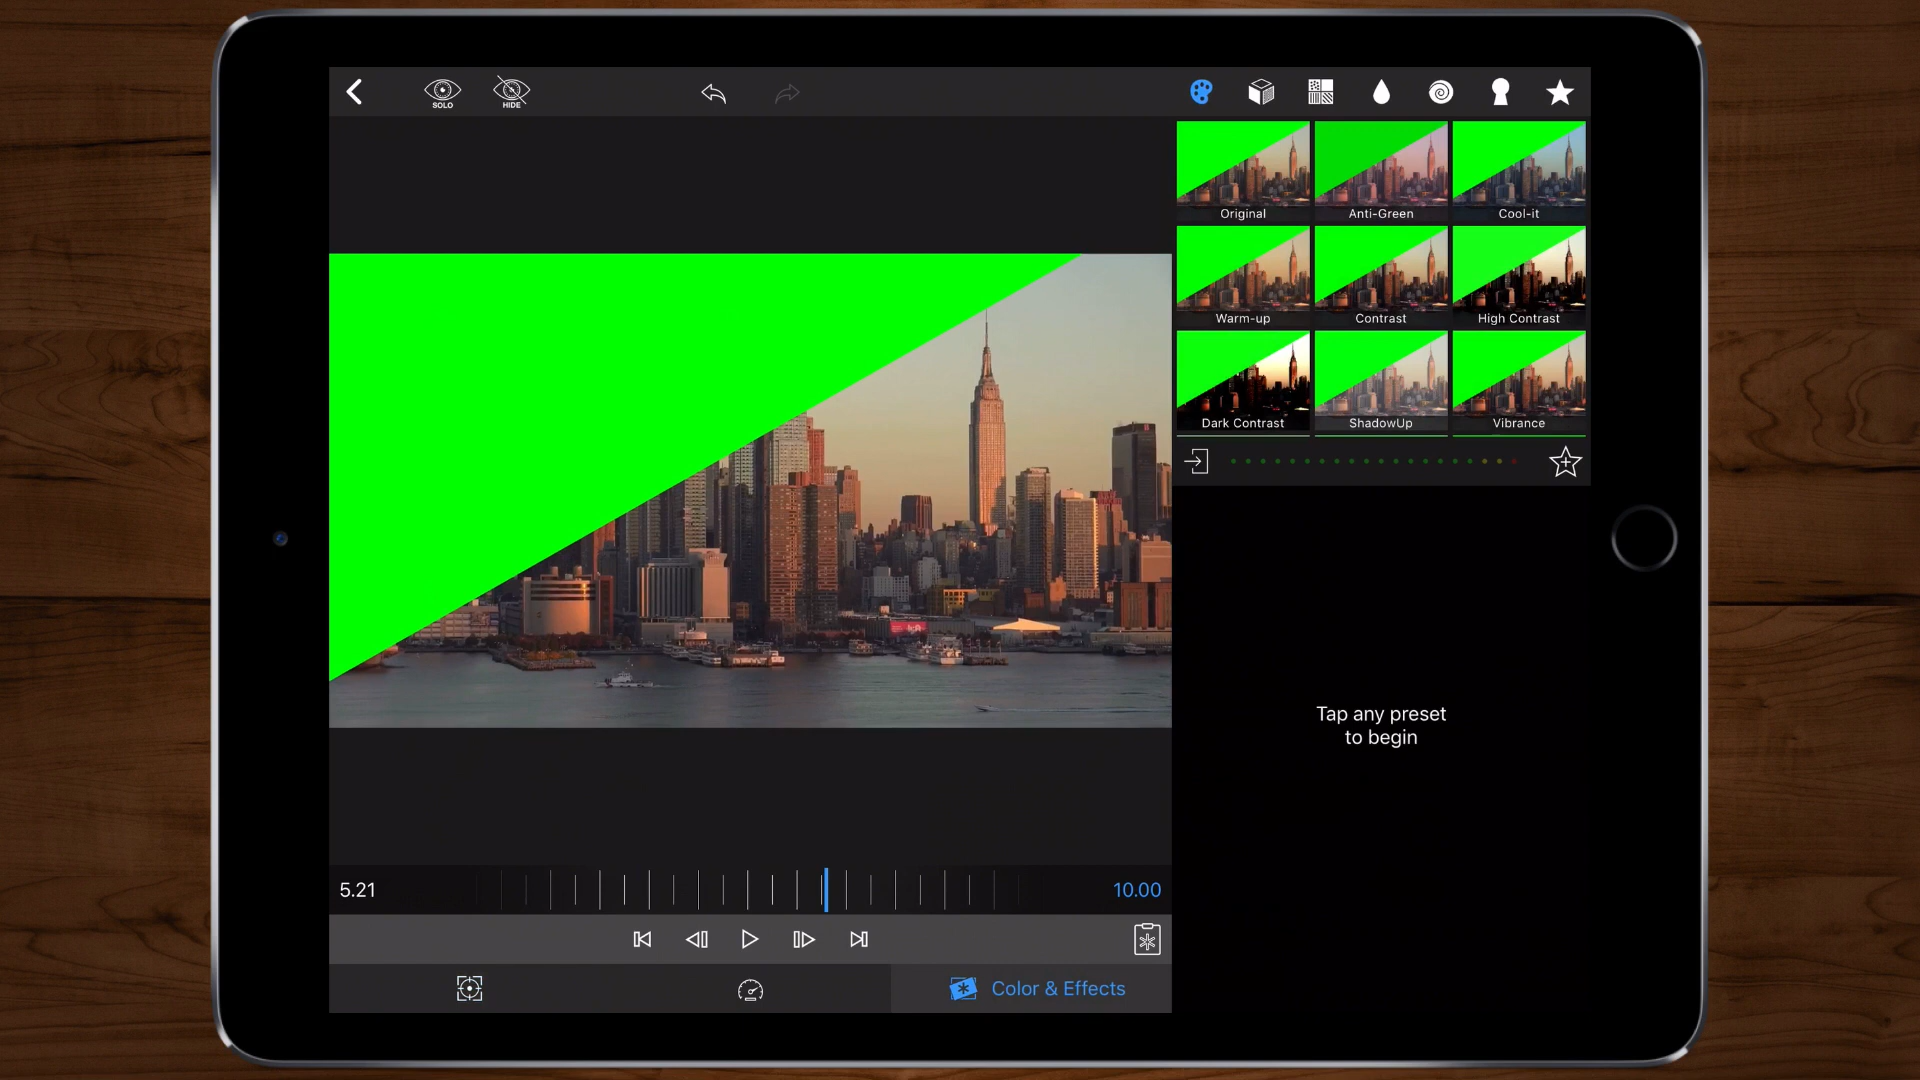 SOLO
HIDE
Original
Anti-Green
Cool-it
Warm-up
Contrast
High Contrast
Dark Contrast
ShadowUp
Vibrance
Tap any preset
to begin
5.21
10.00
Color & Effects